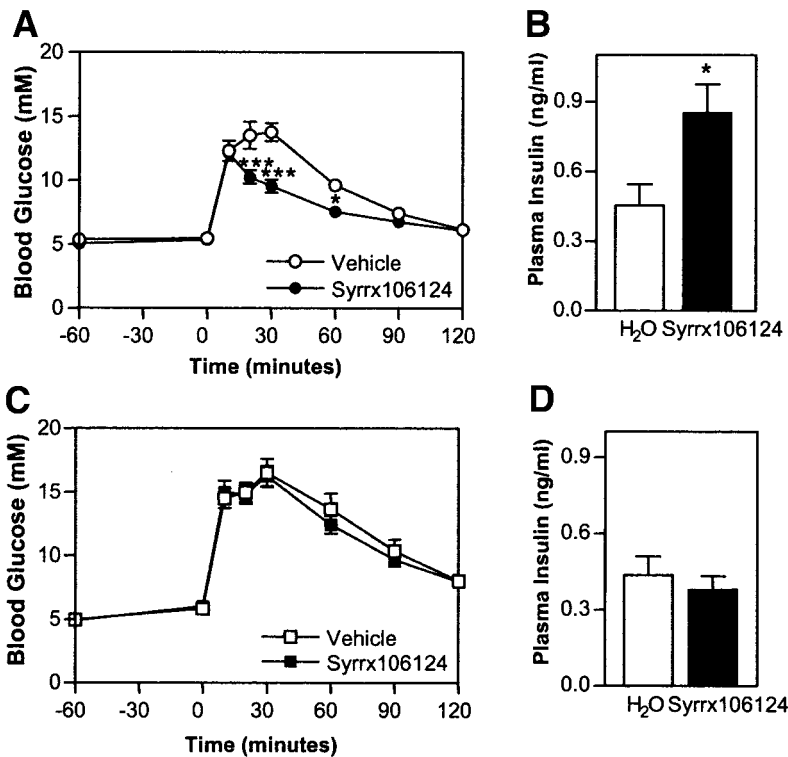 A
20
15
10
5
0
Blood Glucose (mM)
***
***
*
Vehicle
Syrrx106124
-60 -30 0 30 60 90 120
Time (minutes)
B
0.9
0.6
0.3
0.0
Plasma Insulin (ng/ml)
*
H2O Syrrx106124
C
20
15
10
5
0
Blood Glucose (mM)
Vehicle
Syrrx106124
-60 -30 0 30 60 90 120
Time (minutes)
D
0.9
0.6
0.3
0.0
Plasma Insulin (ng/ml)
H2O Syrrx106124